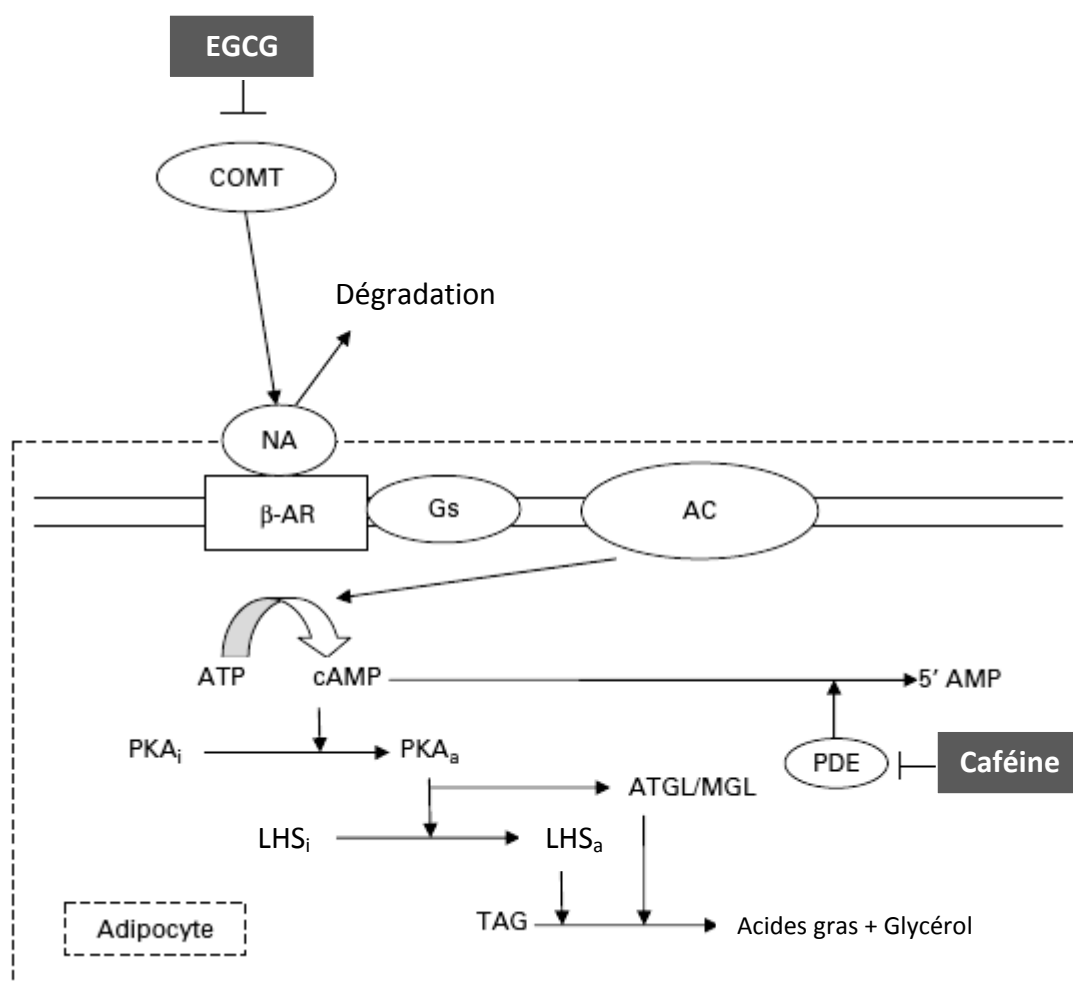 EGCG
COMT
Dégradation
NA
β-AR
Gs
AC
ATP
cAMP
5’ AMP
PKAi
PKAa
PDE
Caféine
ATGL/MGL
LHSi
LHSa
TAG
Acides gras + Glycérol
Adipocyte